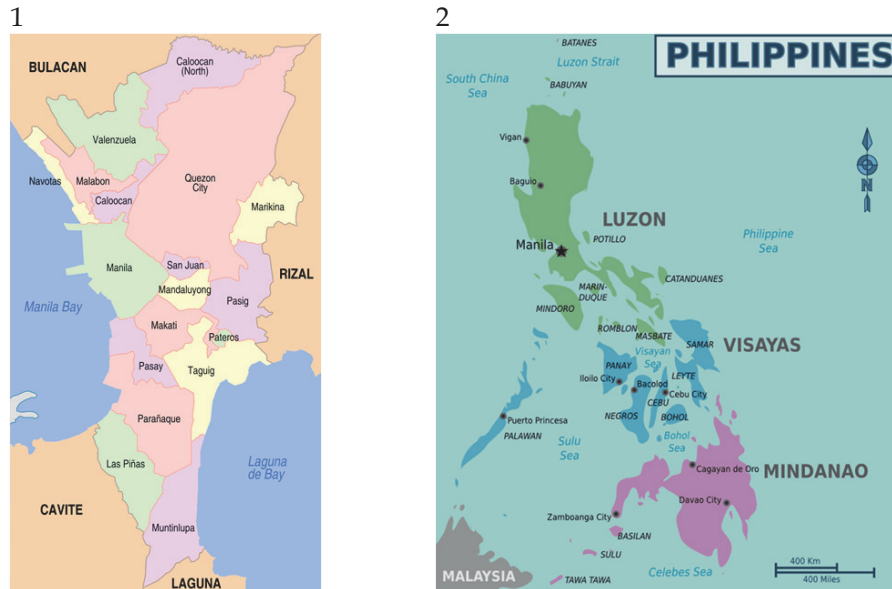 1
BULACAN
Caloocan
(North)
Valenzuela
Navotas
Malabon
Caloocan
Quezon
City
Marikina
Manila
San Juan
Mandaluyong
Pasig
RIZAL
Manila Bay
Makati
Pateros
Pasay
Taguig
Parañaque
Las Piñas
Laguna
de Bay
CAVITE
Muntinlupa
LAGUNA
2
PHILIPPINES
BATANES
Luzon Strait
South China
Sea
BABUYAN
Vigan
Baguio
N
LUZON
Manila
POTILLO
Philippine
Sea
CATANDUANES
MARIN-
DUQUE
MINDORO
ROMBLON
MASBATE
SAMAR
VISAYAS
Visayan
Sea
PANAY
Iloilo City
Bacolod
LEYTE
Cebu City
CEBU
NEGROS
BOHOL
Puerto Princesa
PALAWAN
Sulu
Sea
Bohol
Sea
MINDANAO
Cagayan de Oro
Davao City
Zamboanga City
BASILAN
SULU
MALAYSIA
TAWA TAWA
Celebes Sea
400 Km
400 Miles